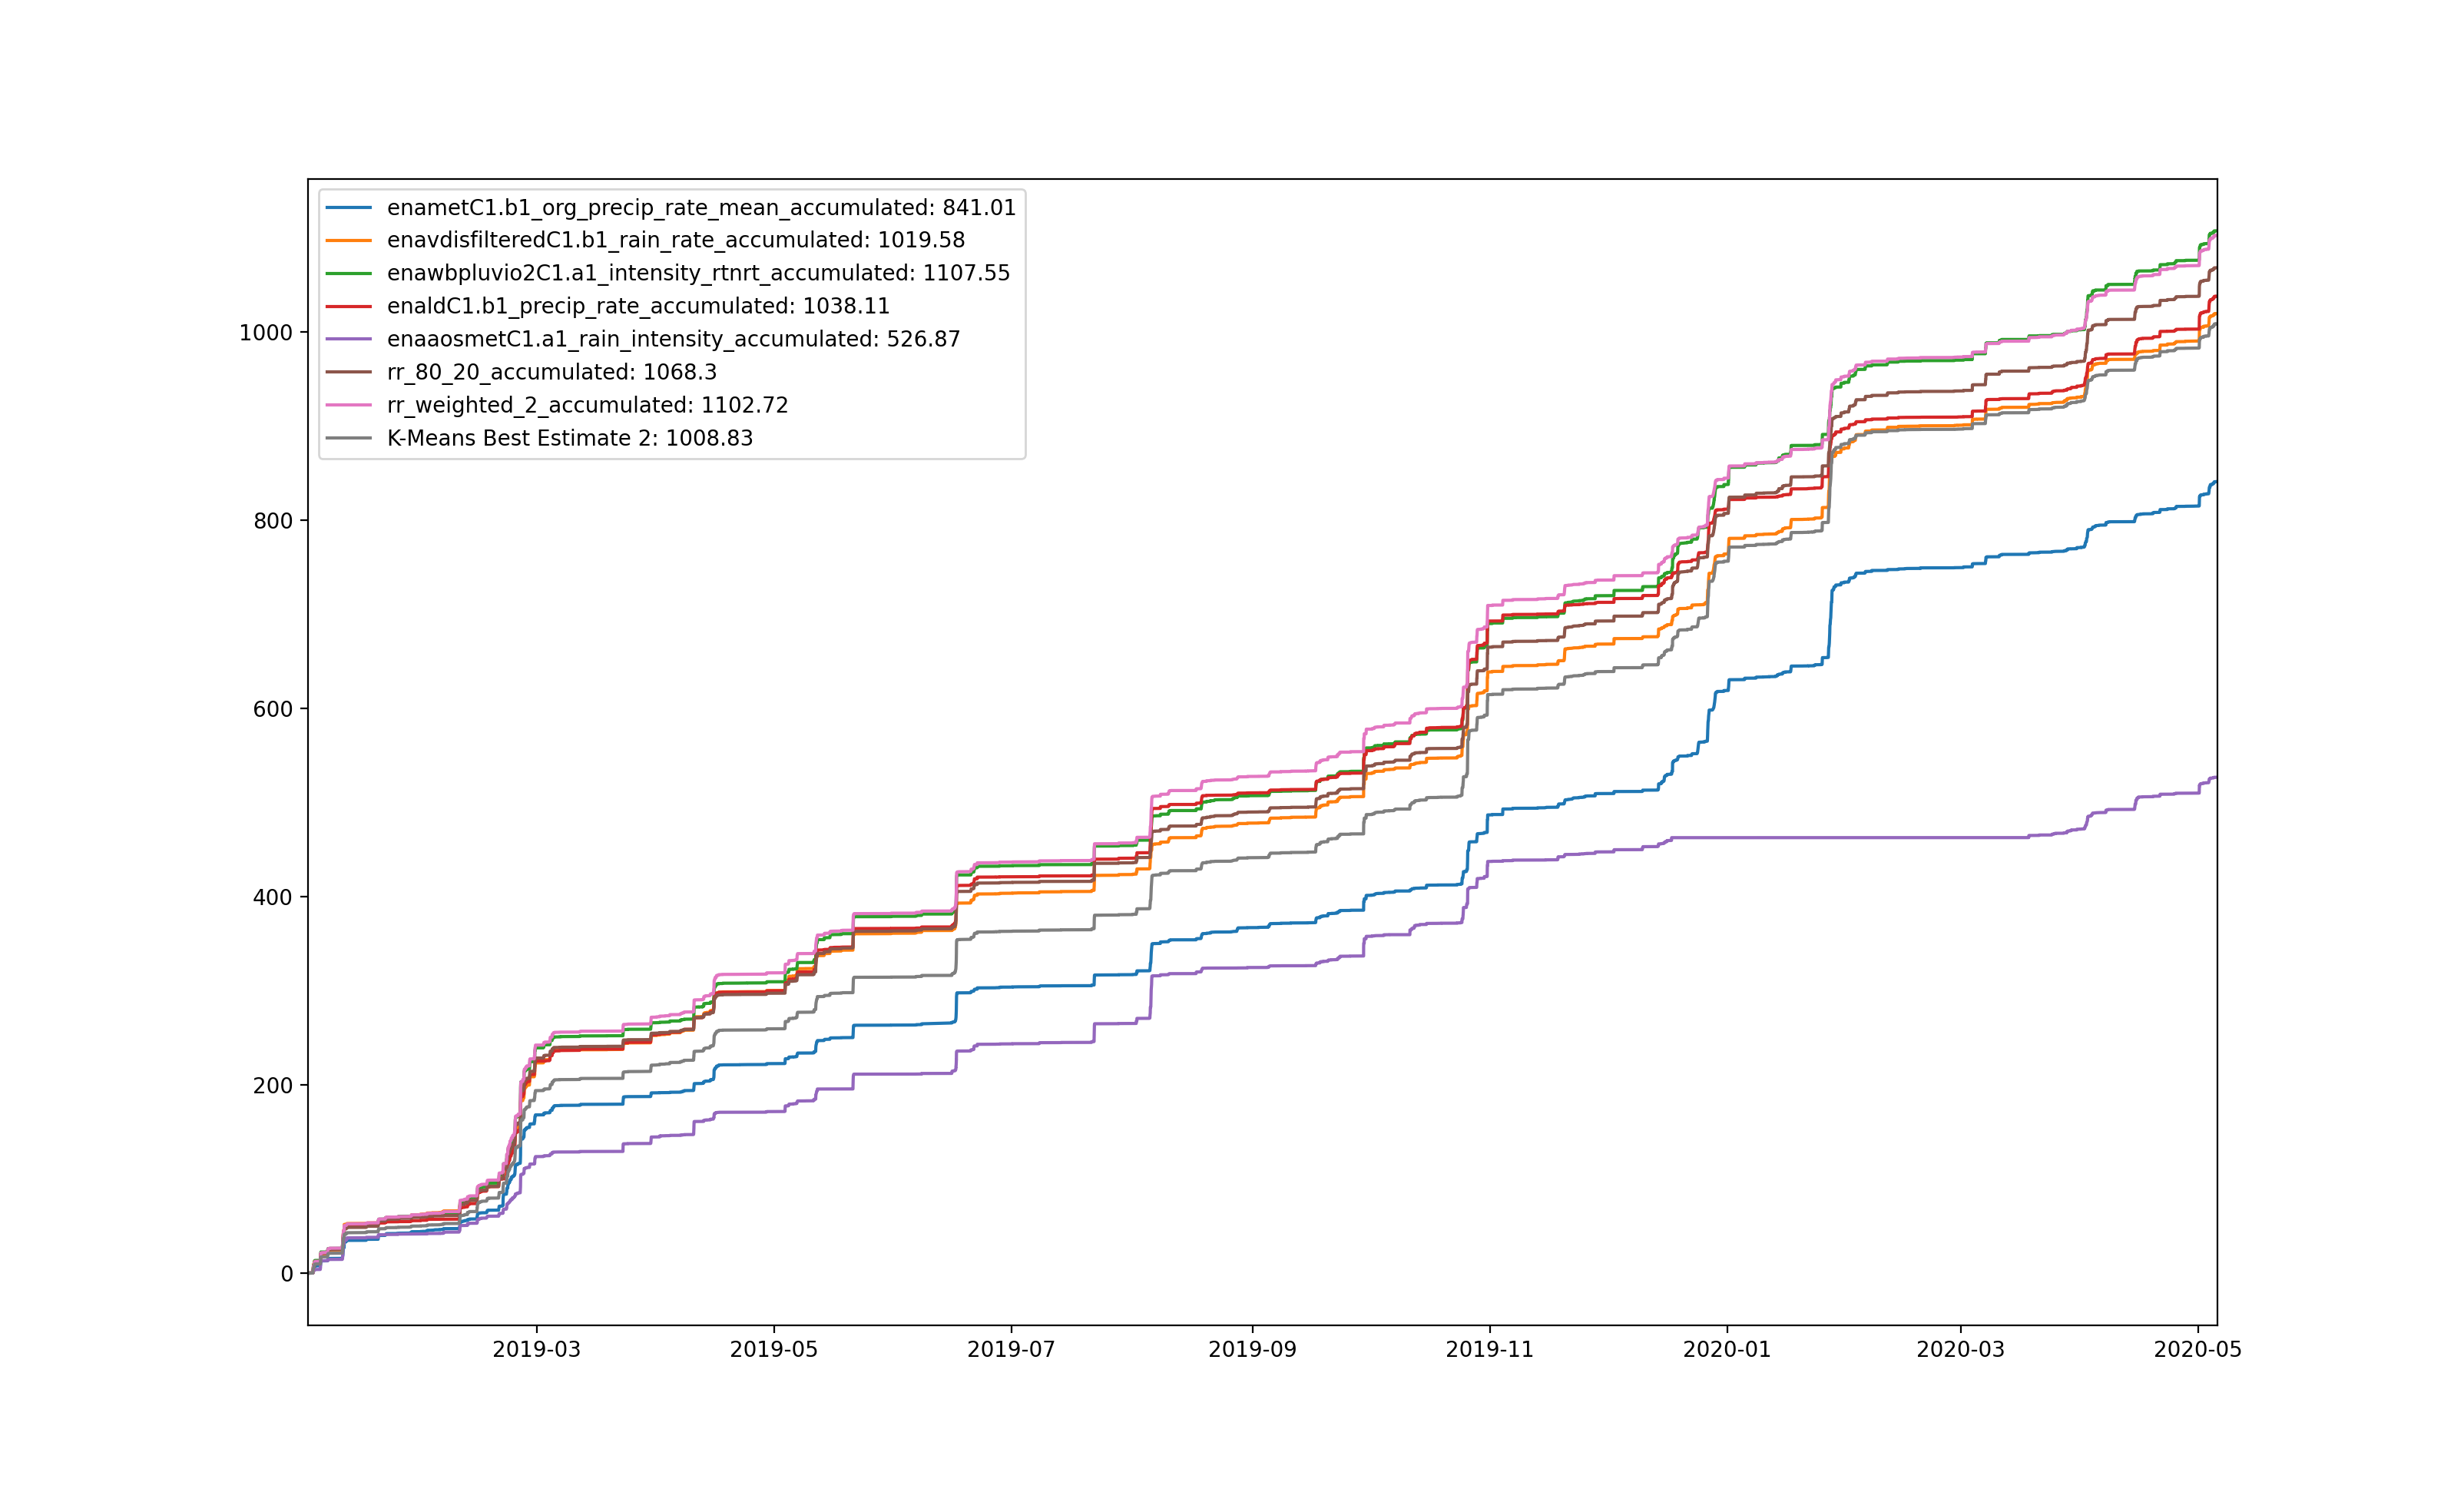 enametC1.b1_org_precip_rate_mean_accumulated: 841.01
enavdisfilteredC1.b1_rain_rate_accumulated: 1019.58
enawbpluvio2C1.a1_intensity_rtnrt_accumulated: 1107.55
enaldC1.b1_precip_rate_accumulated: 1038.11
enaaosmetC1.a1_rain_intensity_accumulated: 526.87
rr_80_20_accumulated: 1068.3
rr_weighted_2_accumulated: 1102.72
K-Means Best Estimate 2: 1008.83
1000
800
600
400
200
0
2019-03 2019-05 2019-07 2019-09 2019-11 2020-01 2020-03 2020-05